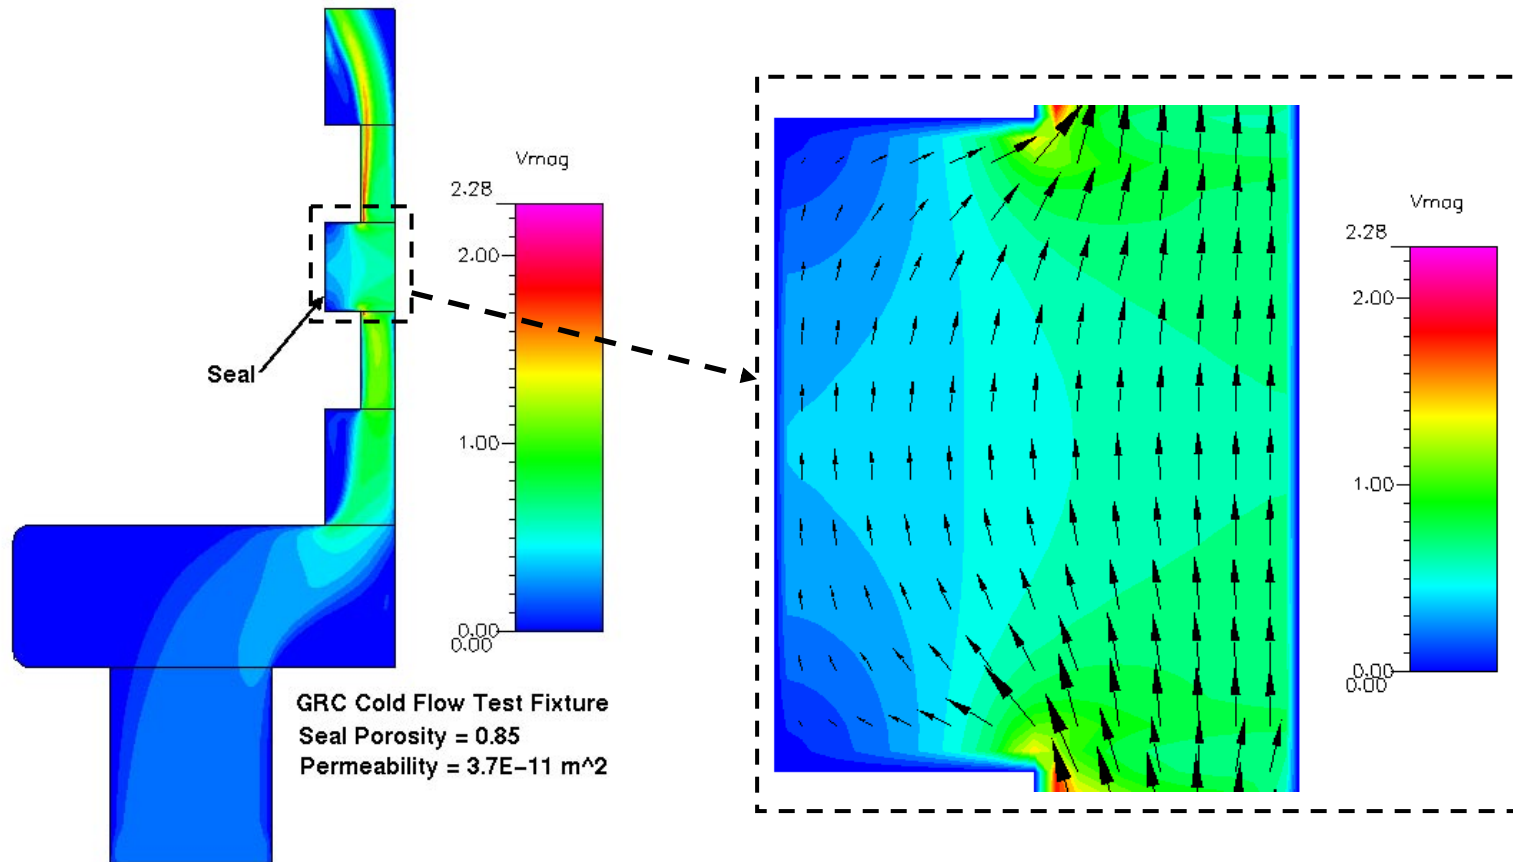 Vmag
2.28
2.00
1.00
0.00
0.00
Seal
GRC Cold Flow Test Fixture
Seal Porosity = 0.85
Permeability = 3.7E−11 m^2
Vmag
2.28
2.00
1.00
0.00
0.00